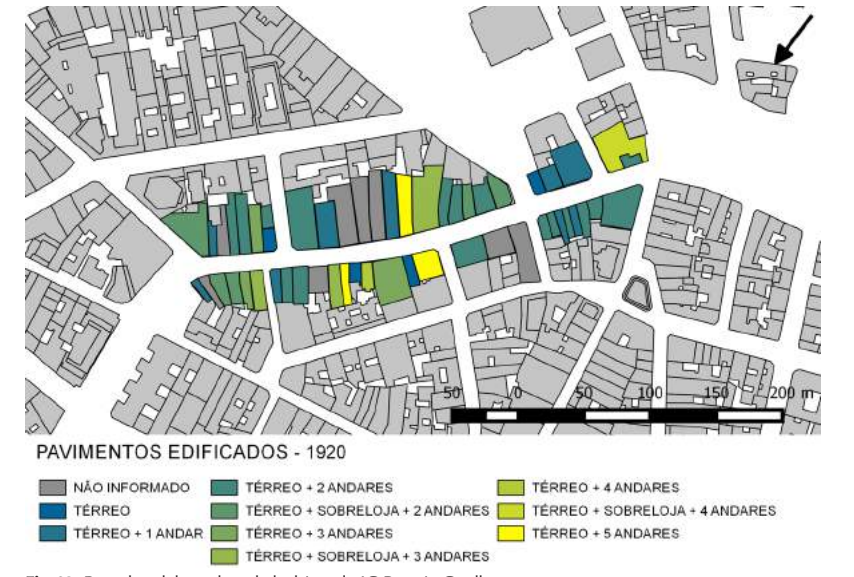 50 0 50 100 150 200 m
PAVIMENTOS EDIFICADOS - 1920
NÃO INFORMADO
TÉRREO
TÉRREO + 1 ANDAR
TÉRREO + 2 ANDARES
TÉRREO + SOBRELOJA + 2 ANDARES
TÉRREO + 3 ANDARES
TÉRREO + SOBRELOJA + 3 ANDARES
TÉRREO + 4 ANDARES
TÉRREO + SOBRELOJA + 4 ANDARES
TÉRREO + 5 ANDARES